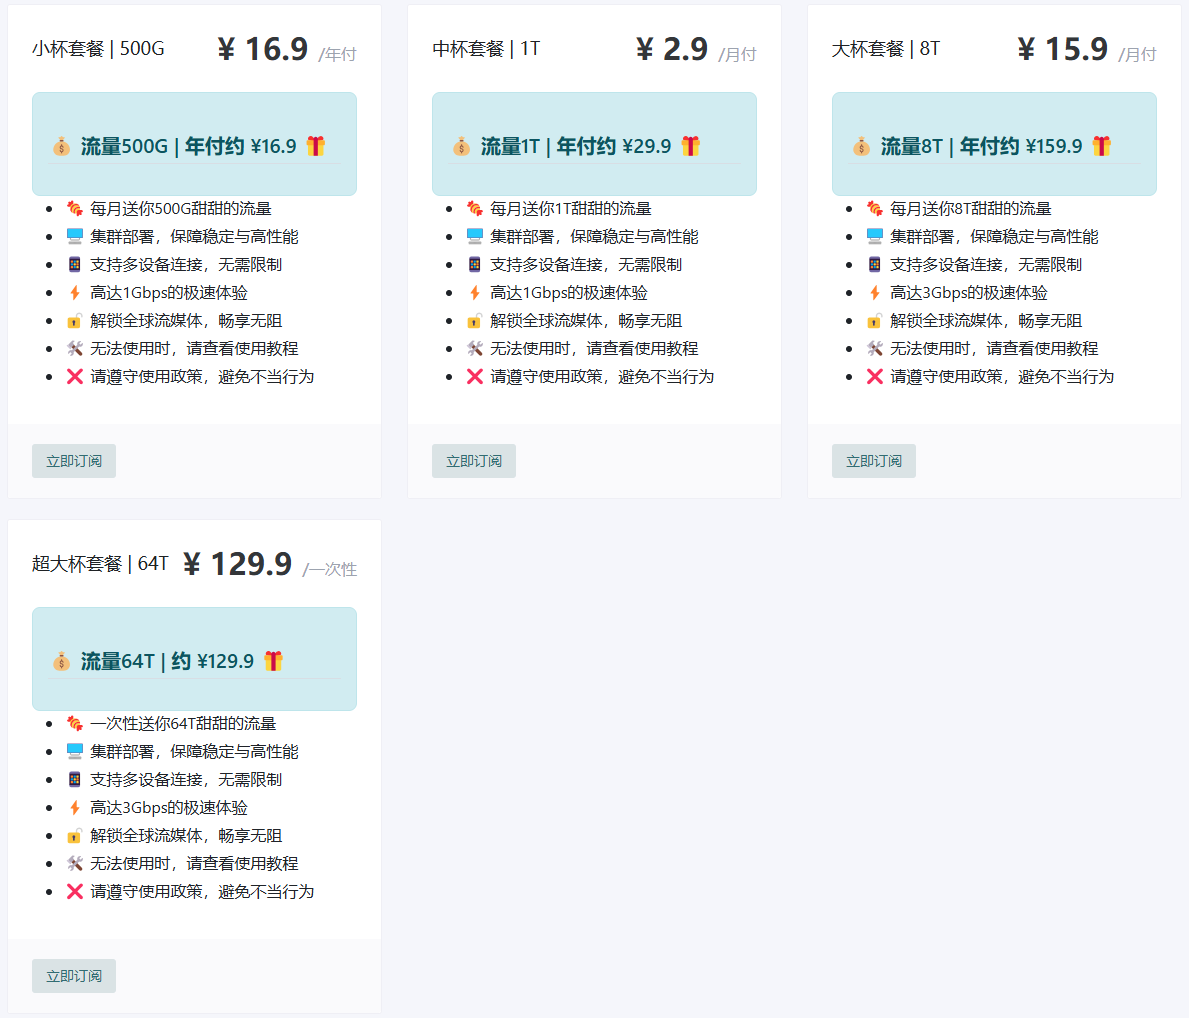 小杯套餐 | 500G
¥ 16.9 /年付
流量500G | 年付约 ¥16.9
每月送你500G甜甜的流量
集群部署，保障稳定与高性能
支持多设备连接，无需限制
高达1Gbps的极速体验
解锁全球流媒体，畅享无阻
无法使用时，请查看使用教程
请遵守使用政策，避免不当行为
立即订阅
中杯套餐 | 1T
¥ 2.9 /月付
流量1T | 年付约 ¥29.9
每月送你1T甜甜的流量
集群部署，保障稳定与高性能
支持多设备连接，无需限制
高达1Gbps的极速体验
解锁全球流媒体，畅享无阻
无法使用时，请查看使用教程
请遵守使用政策，避免不当行为
立即订阅
大杯套餐 | 8T
¥ 15.9 /月付
流量8T | 年付约 ¥159.9
每月送你8T甜甜的流量
集群部署，保障稳定与高性能
支持多设备连接，无需限制
高达3Gbps的极速体验
解锁全球流媒体，畅享无阻
无法使用时，请查看使用教程
请遵守使用政策，避免不当行为
立即订阅
超大杯套餐 | 64T
¥ 129.9 /一次性
流量64T | 约 ¥129.9
一次性送你64T甜甜的流量
集群部署，保障稳定与高性能
支持多设备连接，无需限制
高达3Gbps的极速体验
解锁全球流媒体，畅享无阻
无法使用时，请查看使用教程
请遵守使用政策，避免不当行为
立即订阅